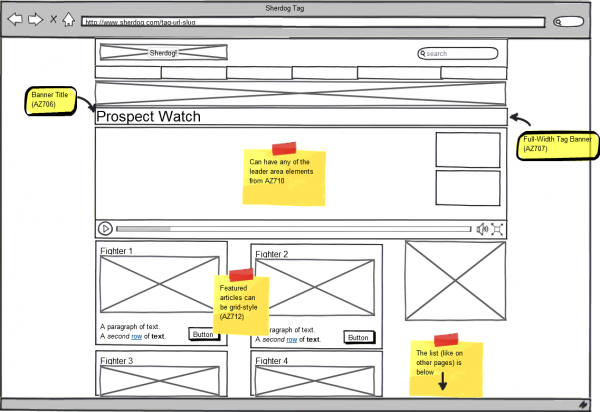 Sherdog Tag
http://www.sherdog.com/tag-url-slug
Sherdog!
search
Banner Title
(AZ706)
Prospect Watch
Full-Width Tag Banner
(AZ707)
Can have any of the
leader area elements
from AZ710
Fighter 1
Fighter 2
Featured
articles can
be grid-style
(AZ712)
A paragraph of text.
A second row of text.
Button
A paragraph of text.
A second row of text.
Button
The list (like on
other pages) is
below
Fighter 3
Fighter 4